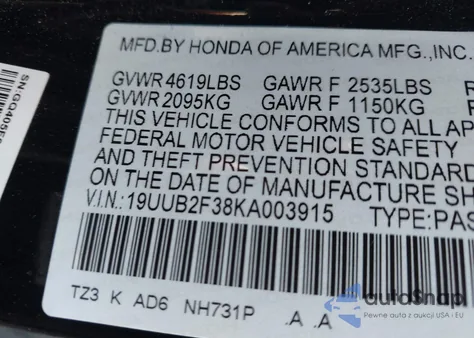 MFD.BY HONDA OF AMERICA MFG.,INC.
GVWR 4619LBS GAWR F 2535LBS
GVWR 2095KG GAWR F 1150KG
THIS VEHICLE CONFORMS TO ALL AP
FEDERAL MOTOR VEHICLE SAFETY
AND THEFT PREVENTION STANDARD
ON THE DATE OF MANUFACTURE SH
V.I.N.: 19UUB2F38KA003915 TYPE:PAS
TZ3 K AD6 NH731P .A .A
autoSnap
Pewne auta z aukcji USA i EU